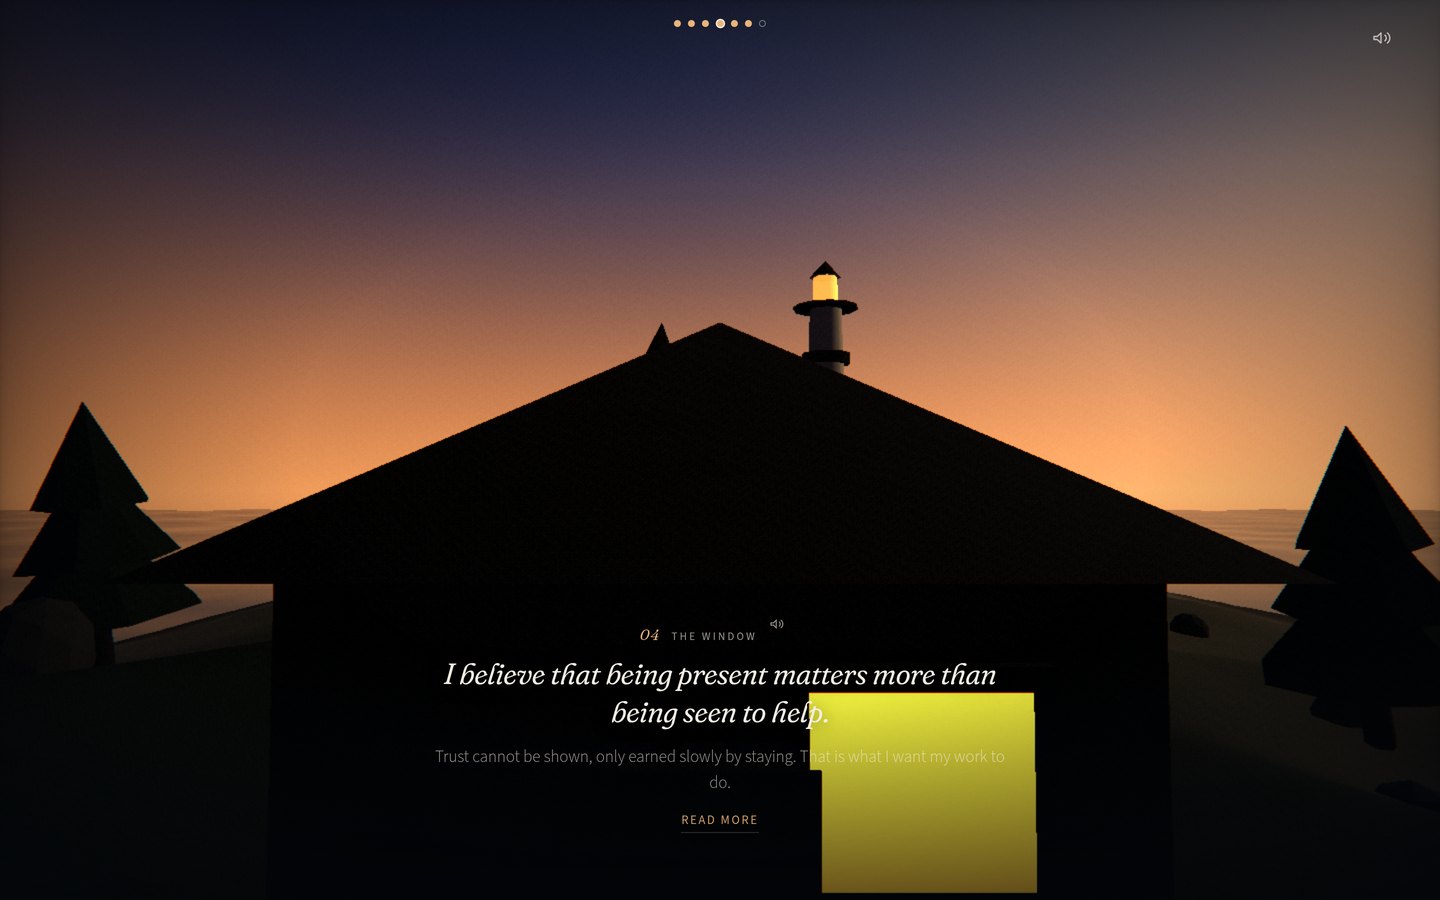 04 THE WINDOW
I believe that being present matters more than
being seen to help.
Trust cannot be shown, only earned slowly by staying. That is what I want my work to
do.
READ MORE